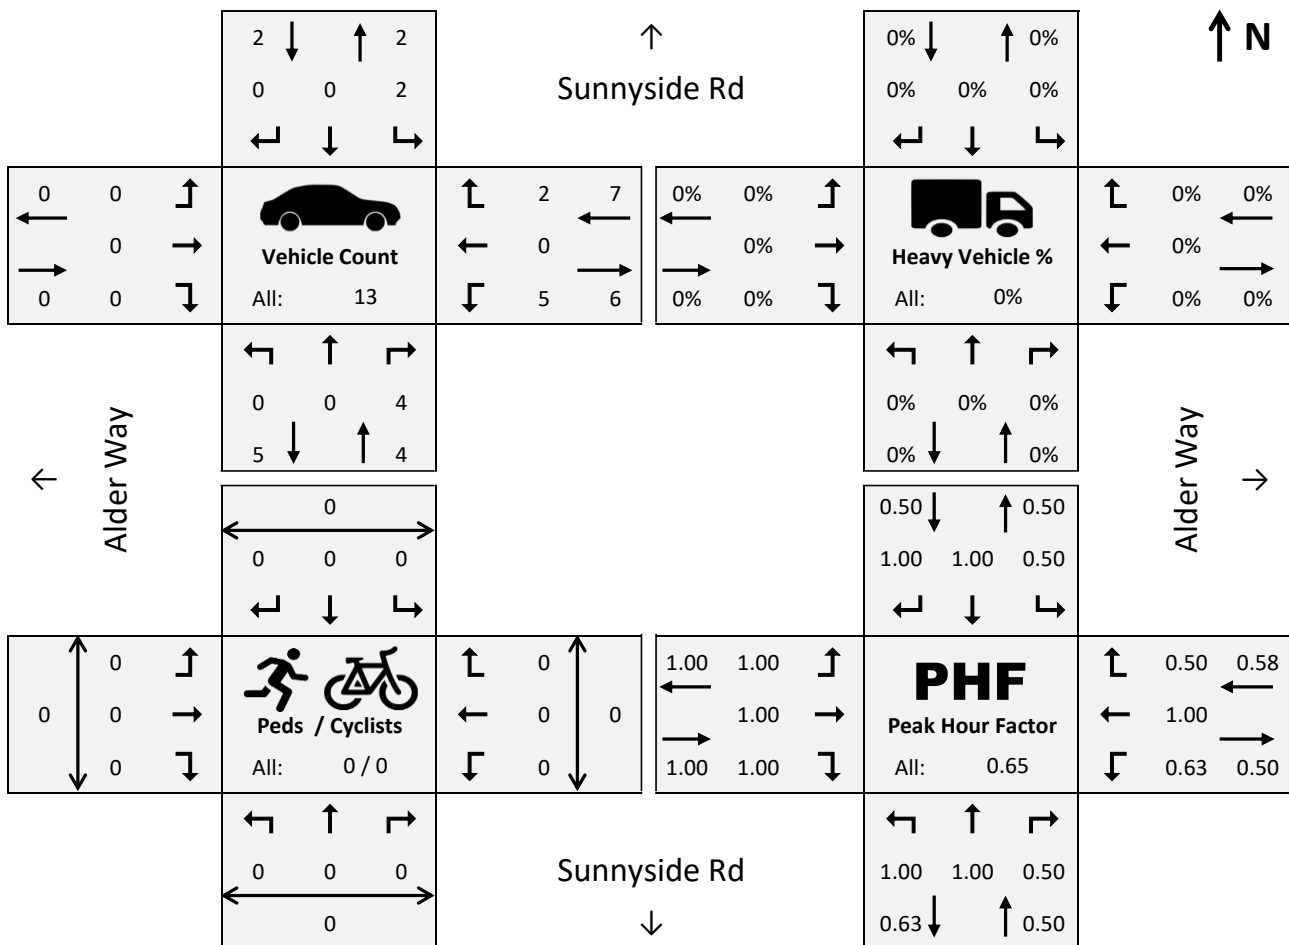 2 2 0% 0% N
Sunnyside Rd
0 0 2 0% 0% 0%
0 0 2 7 0% 0% 0% 0%
0 0 0% 0%
Vehicle Count Heavy Vehicle %
0 0 All: 13 5 6 0% 0% All: 0% 0% 0%
0 0 4 0% 0% 0%
5 4 0% 0%
Alder Way Alder Way
0 0.50 0.50
0 0 0 1.00 1.00 0.50
0 0 1.00 1.00 0.50 0.58
PHF
0 0 0 0 1.00 1.00
Peds / Cyclists Peak Hour Factor
0 All: 0 / 0 0 1.00 1.00 All: 0.65 0.63 0.50
0 0 0 Sunnyside Rd 1.00 1.00 0.50
0 0.63 0.50